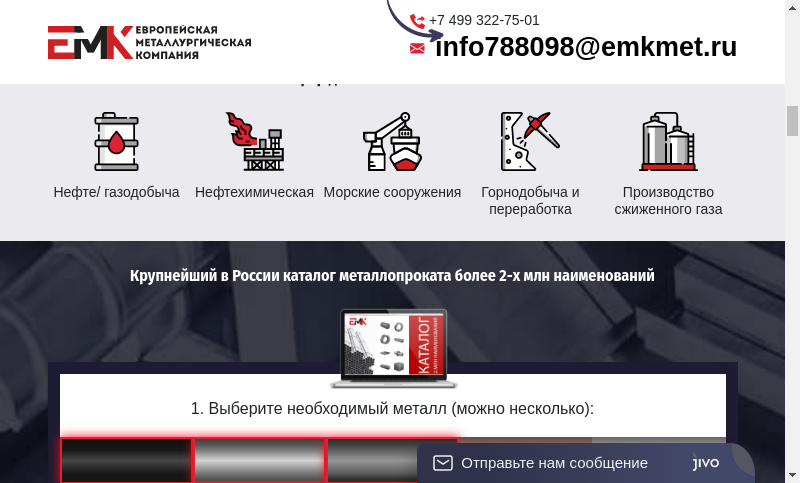 ЕВРОПЕЙСКАЯ
МЕТАЛЛУРГИЧЕСКАЯ
КОМПАНИЯ
ЕМК
+7 499 322-75-01
info788098@emkmet.ru
Нефте/ газодобыча
Нефтехимическая
Морские сооружения
Горнодобыча и
переработка
Производство
сжиженного газа
Крупнейший в России каталог металлопроката более 2-х млн наименований
ЕМК
КАТАЛОГ
1. Выберите необходимый металл (можно несколько):
Отправьте нам сообщение
jivo